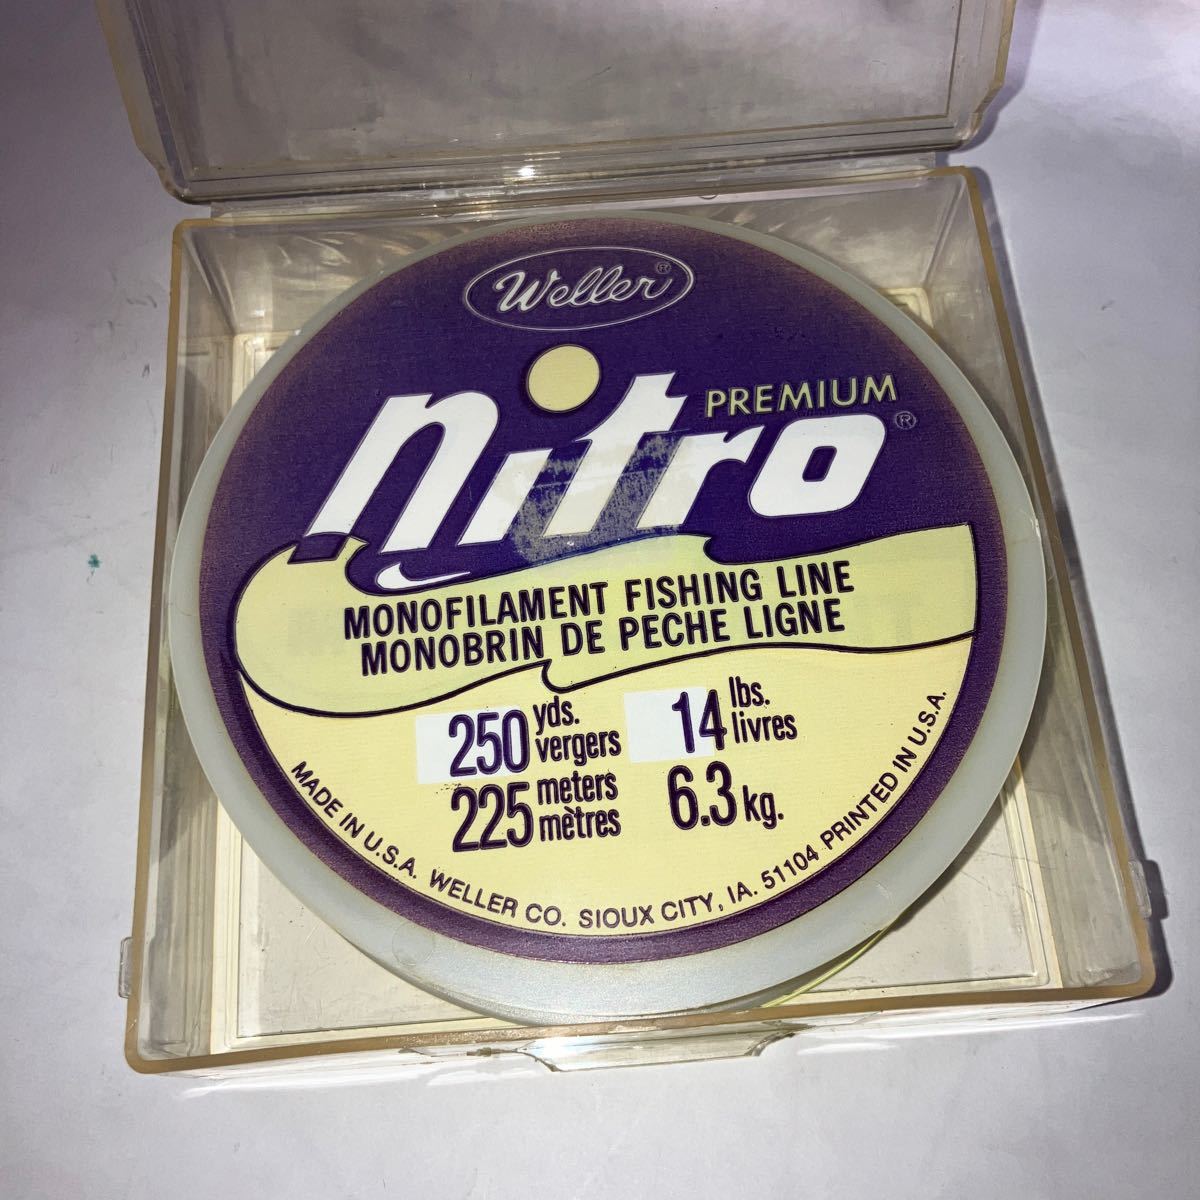 Weller®
PREMIUM
nitro®
MONOFILAMENT FISHING LINE
MONOBRIN DE PECHE LIGNE
250 yds. vergers 14 lbs. livres
225 meters mètres 6.3 kg.
MADE IN U.S.A. WELLER CO. SIOUX CITY, IA. 51104 PRINTED IN U.S.A.